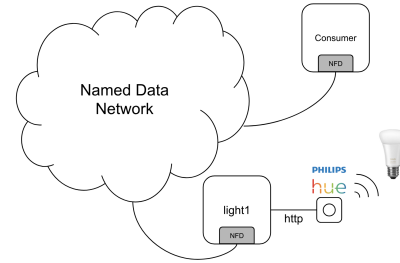 Consumer
NFD
Named Data
Network
PHILIPS
hue
light1
http
NFD